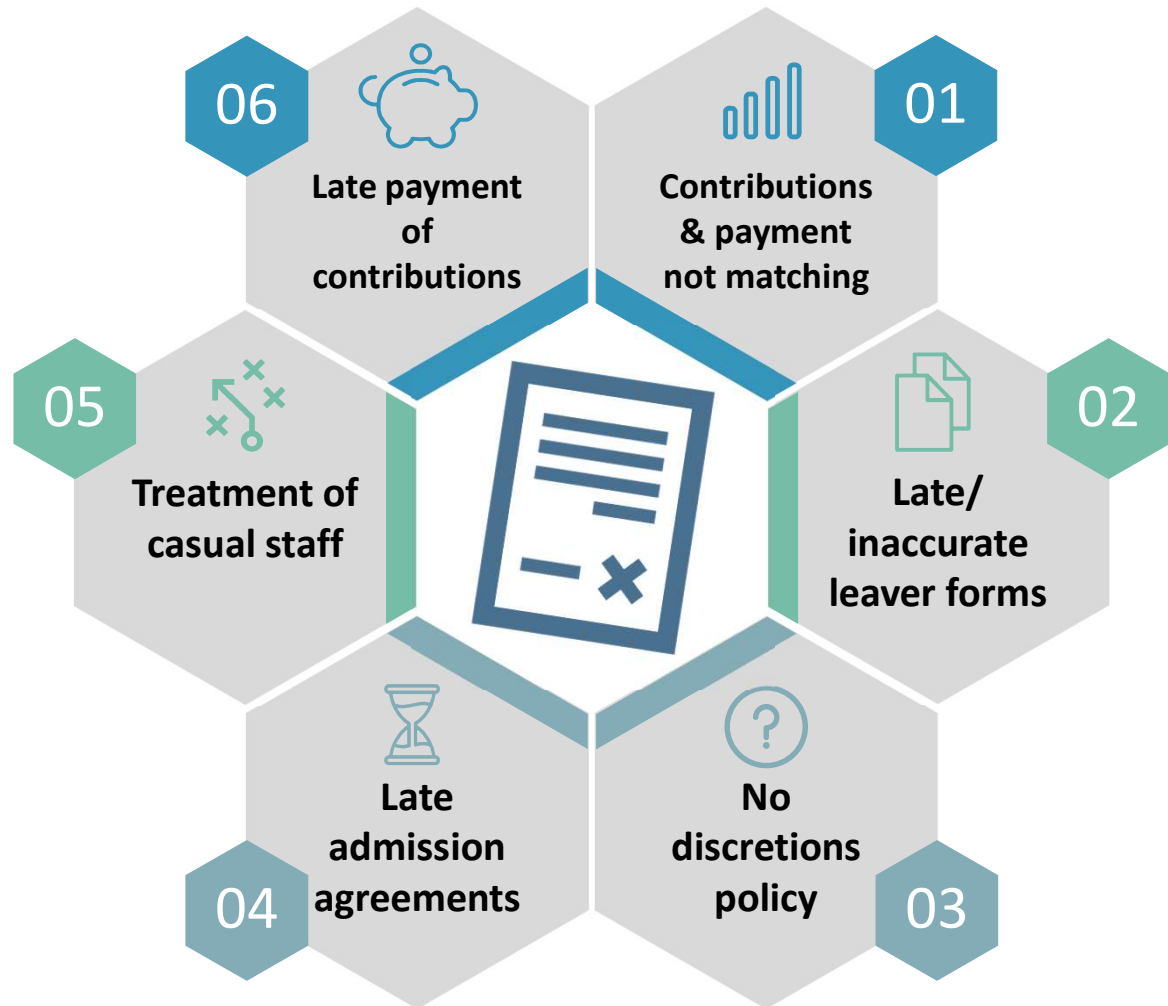 01
Contributions
& payment
not matching
02
Late/
inaccurate
leaver forms
03
No
discretions
policy
04
Late
admission
agreements
05
Treatment of
casual staff
06
Late payment
of
contributions